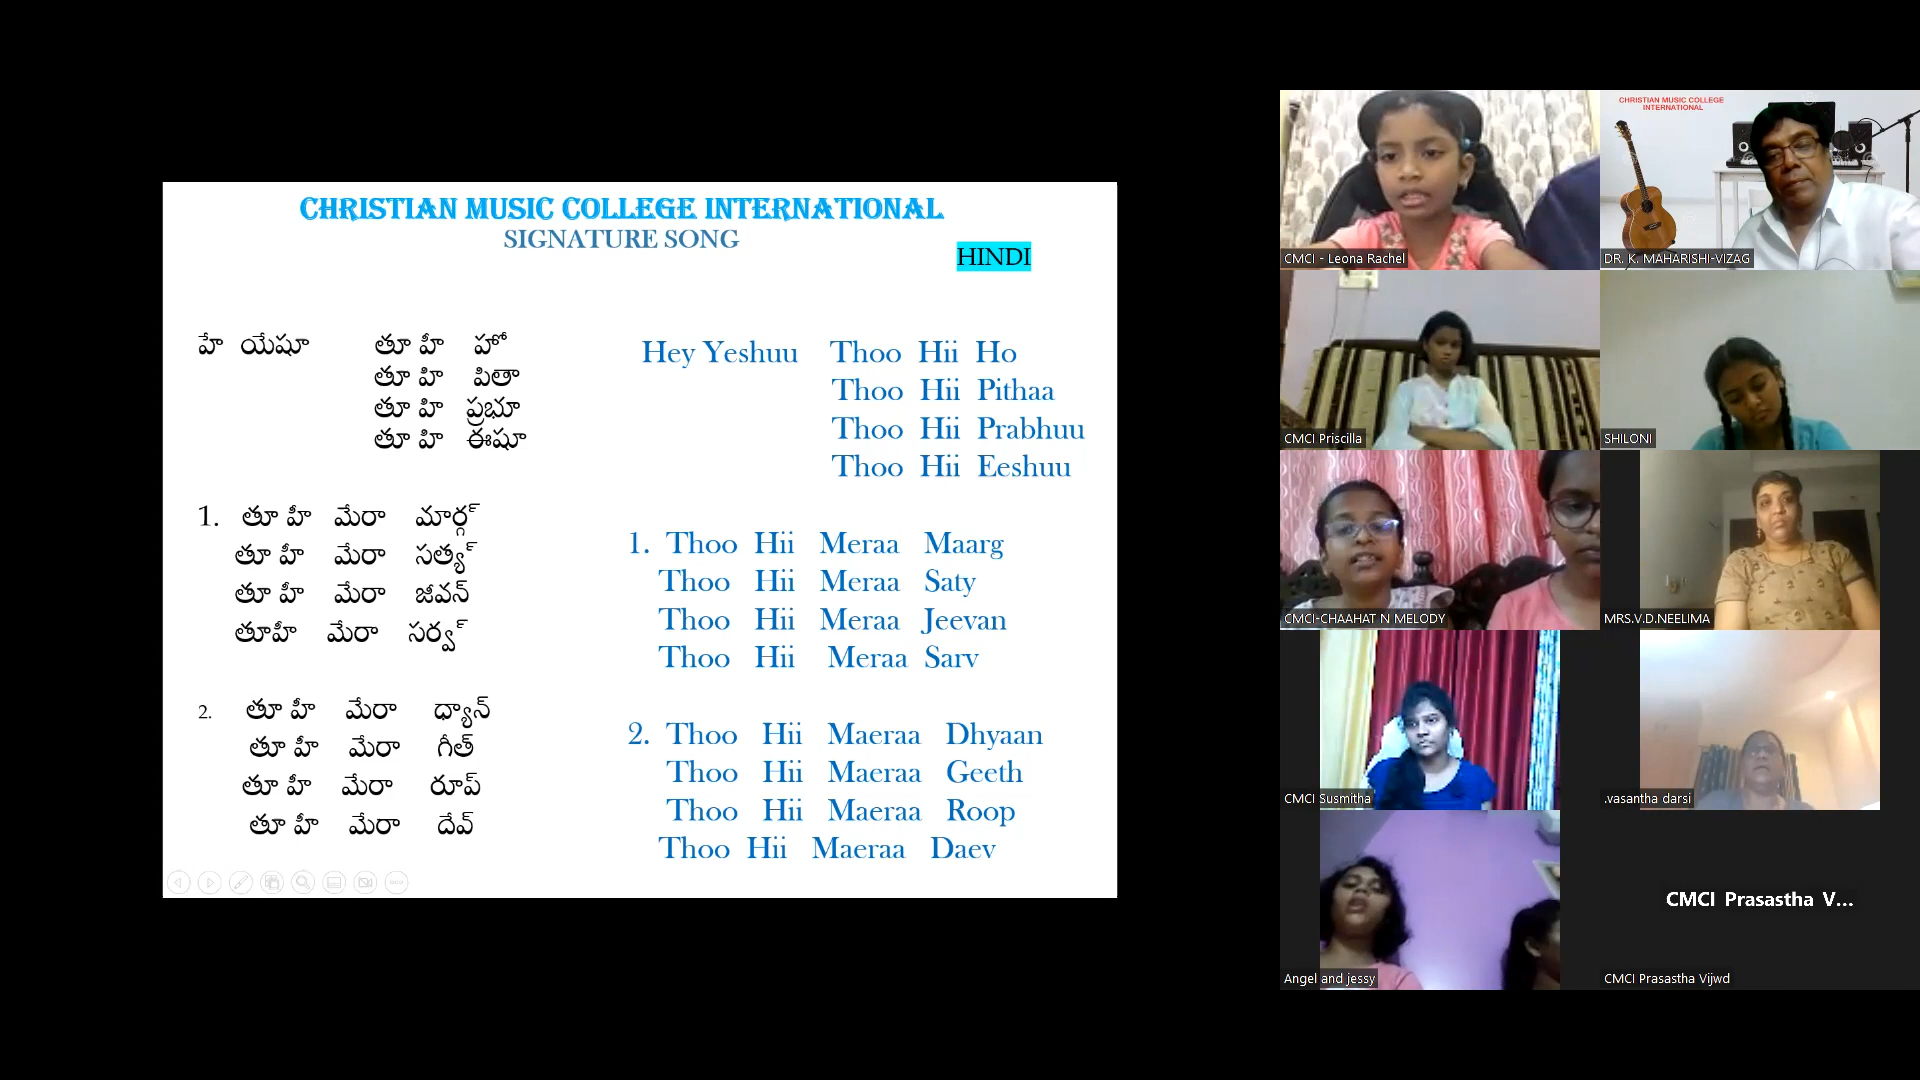 CHRISTIAN MUSIC COLLEGE INTERNATIONAL
SIGNATURE SONG
HINDI
హే యేషూ తూ హి హో
తూ హి పితా
తూ హి ప్రభూ
తూ హి ఈషూ
1. తూ హీ మేరా మార్గ్
తూ హీ మేరా సత్య్
తూ హీ మేరా జీవన్
తూహీ మేరా సర్వ్
2. తూ హీ మేరా ధ్యాన్
తూ హీ మేరా గీత్
తూ హీ మేరా రూప్
తూ హీ మేరా దేవ్
Hey Yeshuu Thoo Hii Ho
Thoo Hii Pithaa
Thoo Hii Prabhuu
Thoo Hii Eeshuu
1. Thoo Hii Meraa Maarg
Thoo Hii Meraa Saty
Thoo Hii Meraa Jeevan
Thoo Hii Meraa Sarv
2. Thoo Hii Maeraa Dhyaan
Thoo Hii Maeraa Geeth
Thoo Hii Maeraa Roop
Thoo Hii Maeraa Daev
CMCI - Leona Rachel
CHRISTIAN MUSIC COLLEGE
INTERNATIONAL
DR. K. MAHARISHI-VIZAG
CMCI Priscilla
SHILONI
CMCI-CHAAHAT N MELODY
MRS.V.D.NEELIMA
CMCI Susmitha
.vasantha darsi
Angel and jessy
CMCI Prasastha V...
CMCI Prasastha Vijwd